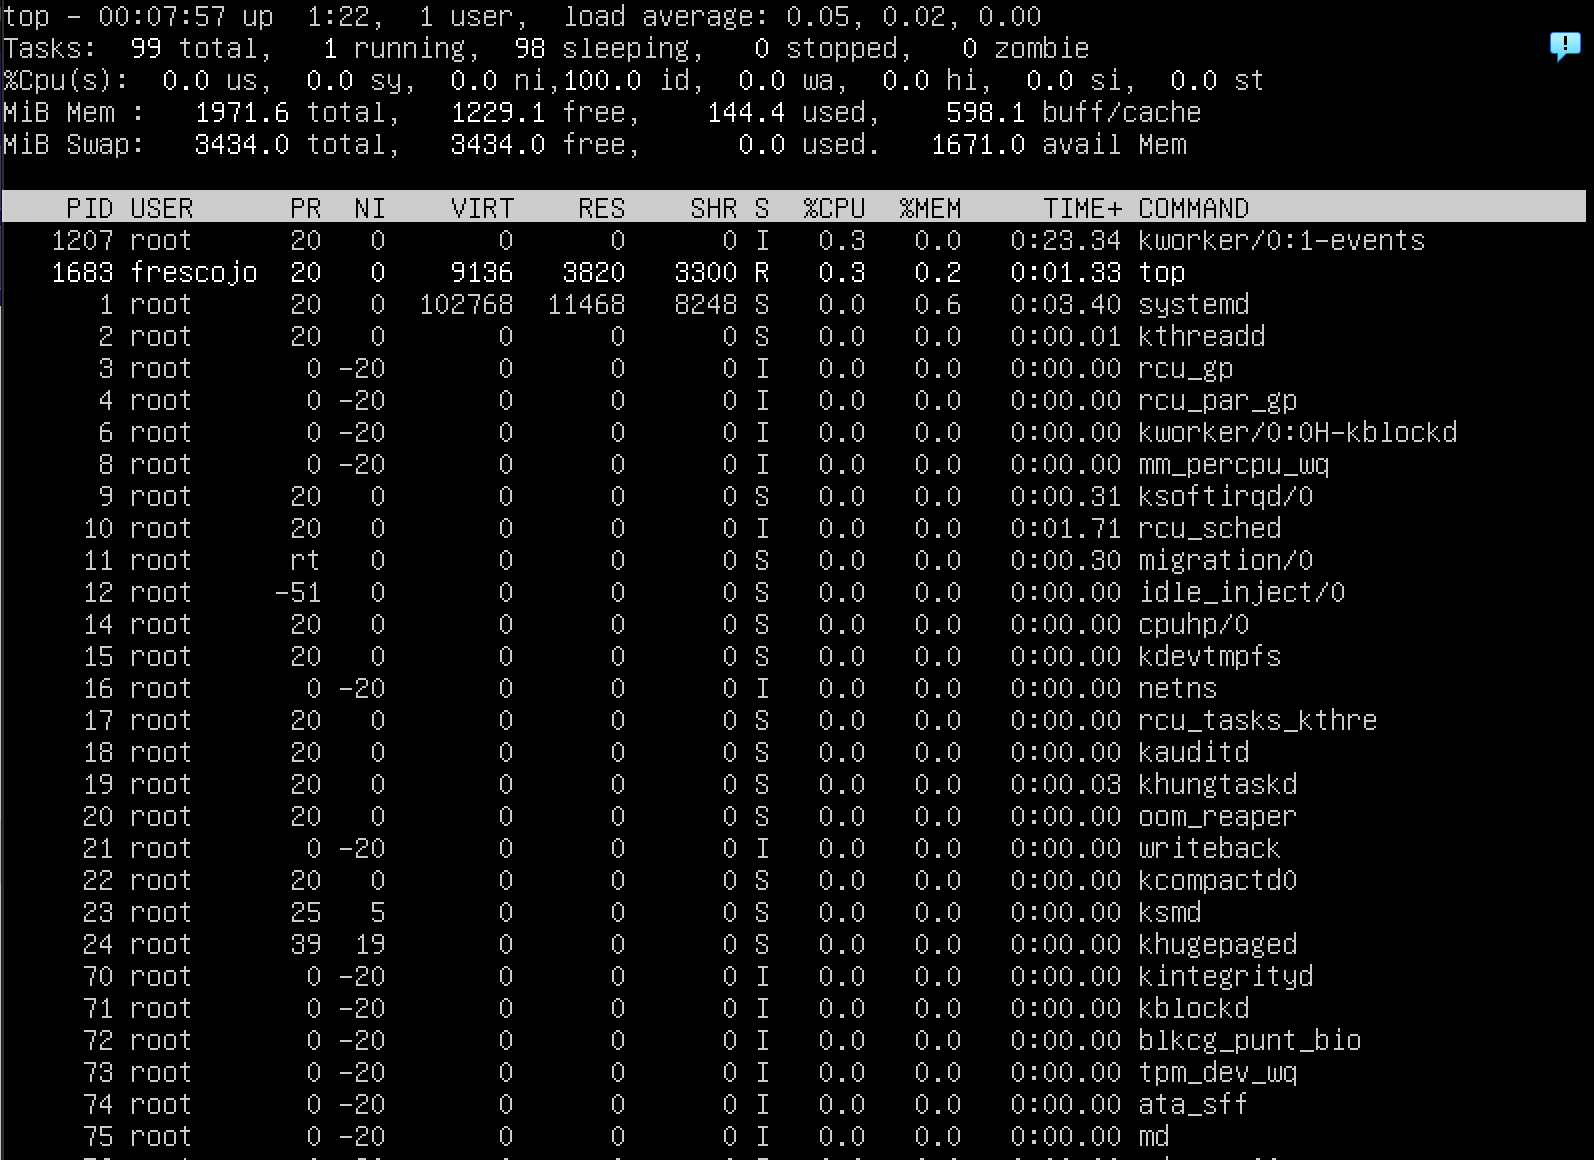 top - 00:07:57 up  1:22,  1 user,  load average: 0.05, 0.02, 0.00
Tasks:  99 total,   1 running,  98 sleeping,   0 stopped,   0 zombie
%Cpu(s):  0.0 us,  0.0 sy,  0.0 ni,100.0 id,  0.0 wa,  0.0 hi,  0.0 si,  0.0 st
MiB Mem :   1971.6 total,   1229.1 free,    144.4 used,    598.1 buff/cache
MiB Swap:   3434.0 total,   3434.0 free,      0.0 used.   1671.0 avail Mem
PID USER      PR  NI    VIRT    RES    SHR S  %CPU  %MEM     TIME+ COMMAND
1207 root      20   0       0      0      0 I   0.3   0.0   0:23.34 kworker/0:1-events
1683 frescojo  20   0    9136   3820   3300 R   0.3   0.2   0:01.33 top
1 root      20   0  102768  11468   8248 S   0.0   0.6   0:03.40 systemd
2 root      20   0       0      0      0 S   0.0   0.0   0:00.01 kthreadd
3 root       0 -20       0      0      0 I   0.0   0.0   0:00.00 rcu_gp
4 root       0 -20       0      0      0 I   0.0   0.0   0:00.00 rcu_par_gp
6 root       0 -20       0      0      0 I   0.0   0.0   0:00.00 kworker/0:0H-kblockd
8 root       0 -20       0      0      0 I   0.0   0.0   0:00.00 mm_percpu_wq
9 root      20   0       0      0      0 S   0.0   0.0   0:00.31 ksoftirqd/0
10 root      20   0       0      0      0 I   0.0   0.0   0:01.71 rcu_sched
11 root      rt   0       0      0      0 S   0.0   0.0   0:00.30 migration/0
12 root     -51   0       0      0      0 S   0.0   0.0   0:00.00 idle_inject/0
14 root      20   0       0      0      0 S   0.0   0.0   0:00.00 cpuhp/0
15 root      20   0       0      0      0 S   0.0   0.0   0:00.00 kdevtmpfs
16 root       0 -20       0      0      0 I   0.0   0.0   0:00.00 netns
17 root      20   0       0      0      0 S   0.0   0.0   0:00.00 rcu_tasks_kthre
18 root      20   0       0      0      0 S   0.0   0.0   0:00.00 kauditd
19 root      20   0       0      0      0 S   0.0   0.0   0:00.03 khungtaskd
20 root      20   0       0      0      0 S   0.0   0.0   0:00.00 oom_reaper
21 root       0 -20       0      0      0 I   0.0   0.0   0:00.00 writeback
22 root      20   0       0      0      0 S   0.0   0.0   0:00.00 kcompactd0
23 root      25   5       0      0      0 S   0.0   0.0   0:00.00 ksmd
24 root      39  19       0      0      0 S   0.0   0.0   0:00.00 khugepaged
70 root       0 -20       0      0      0 I   0.0   0.0   0:00.00 kintegrityd
71 root       0 -20       0      0      0 I   0.0   0.0   0:00.00 kblockd
72 root       0 -20       0      0      0 I   0.0   0.0   0:00.00 blkcg_punt_bio
73 root       0 -20       0      0      0 I   0.0   0.0   0:00.00 tpm_dev_wq
74 root       0 -20       0      0      0 I   0.0   0.0   0:00.00 ata_sff
75 root       0 -20       0      0      0 I   0.0   0.0   0:00.00 md